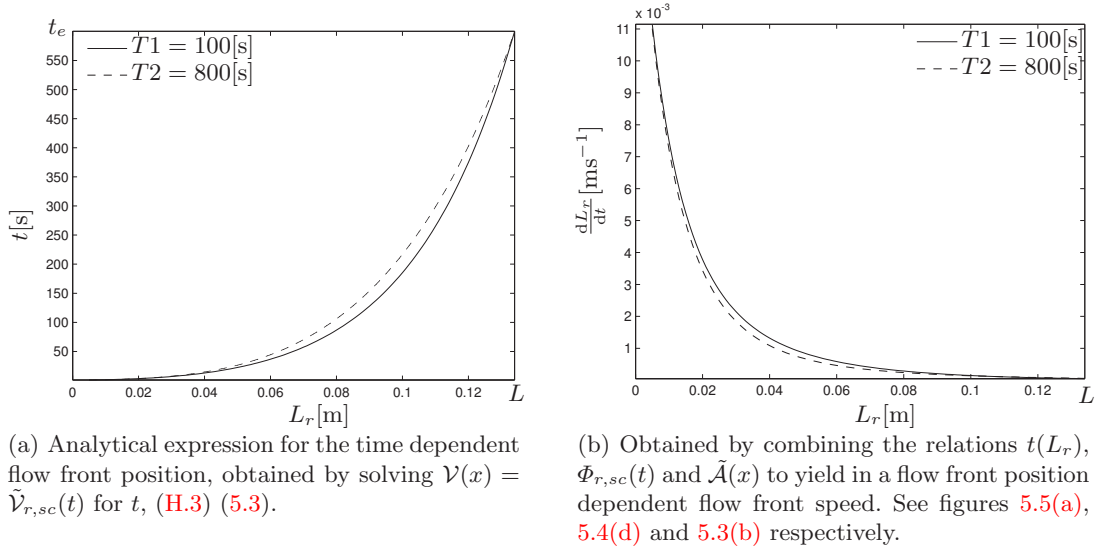 t_e
550
500
450
400
350
300
250
200
150
100
50
0 0.02 0.04 0.06 0.08 0.1 0.12 L
t[s]
L_r[m]
T1 = 100[s]
T2 = 800[s]
(a) Analytical expression for the time dependent
flow front position, obtained by solving 𝒱(x) =
𝒱̃_{r,sc}(t) for t, (H.3) (5.3).
x 10^{-3}
11
10
9
8
7
6
5
4
3
2
1
0 0.02 0.04 0.06 0.08 0.1 0.12 L
dL_r/dt [ms^{-1}]
L_r[m]
T1 = 100[s]
T2 = 800[s]
(b) Obtained by combining the relations t(L_r),
Φ_{r,sc}(t) and 𝒜̃(x) to yield in a flow front position
dependent flow front speed. See figures 5.5(a),
5.4(d) and 5.3(b) respectively.